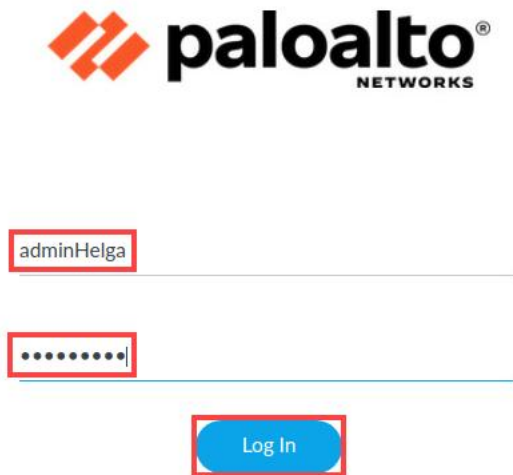 paloalto®
NETWORKS
adminHelga
•••••••••
Log In